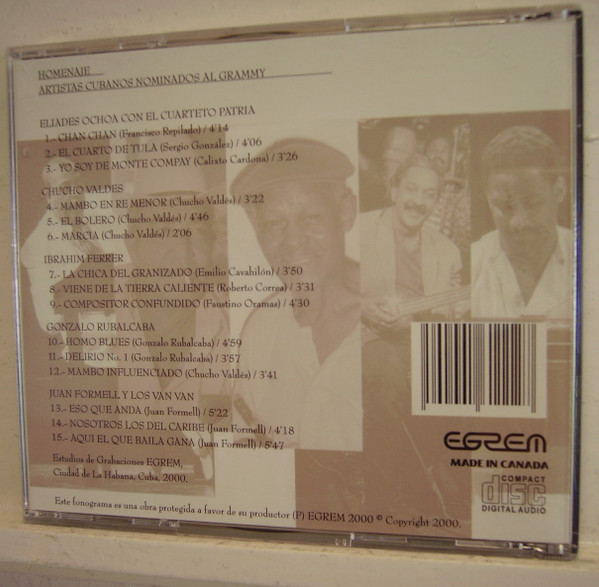 HOMENAJE
ARTISTAS CUBANOS NOMINADOS AL GRAMMY
ELIADES OCHOA CON EL CUARTETO PATRIA
1.- CHAN CHAN (Francisco Repilado) / 4'14
2.- EL CUARTO DE TULA (Sergio González) / 4'06
3.- YO SOY DE MONTE COMPAY (Calixto Cardona) / 3'26
CHUCHO VALDES
4.- MAMBO EN RE MENOR (Chucho Valdés) / 3'22
5.- EL BOLERO (Chucho Valdés) / 4'46
6.- MARCIA (Chucho Valdés) / 2'06
IBRAHIM FERRER
7.- LA CHICA DEL GRANIZADO (Emilio Cavahilón) / 3'50
8.- VIENE DE LA TIERRA CALIENTE (Roberto Correa) / 3'31
9.- COMPOSITOR CONFUNDIDO (Faustino Oramas) / 4'30
GONZALO RUBALCABA
10.- HOMO BLUES (Gonzalo Rubalcaba) / 4'59
11.- DELIRIO No. 1 (Gonzalo Rubalcaba) / 3'57
12.- MAMBO INFLUENCIADO (Chucho Valdés) / 3'41
JUAN FORMELL Y LOS VAN VAN
13.- ESO QUE ANDA (Juan Formell) / 5'22
14.- NOSOTROS LOS DEL CARIBE (Juan Formell) / 4'18
15.- AQUI EL QUE BAILA GANA (Juan Formell) / 5'47
Estudios de Grabaciones EGREM,
Ciudad de La Habana, Cuba, 2000.
EGREM
MADE IN CANADA
COMPACT
disc
DIGITAL AUDIO
Este fonograma es una obra protegida a favor de su productor (P) EGREM 2000 © Copyright 2000.